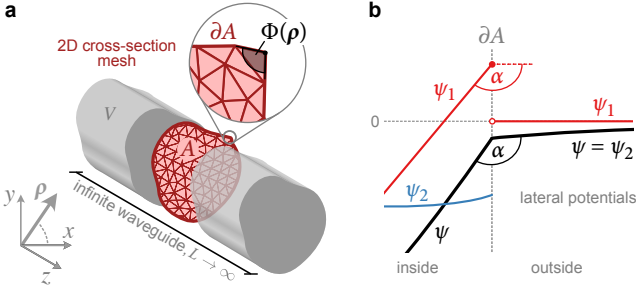 a
2D cross-section
mesh
∂A
Φ(ρ)
V
A
infinite waveguide, L → ∞
y
ρ
x
z
b
∂A
ψ₁
α
0
ψ₁
α
ψ = ψ₂
ψ₂
lateral potentials
ψ
inside
outside